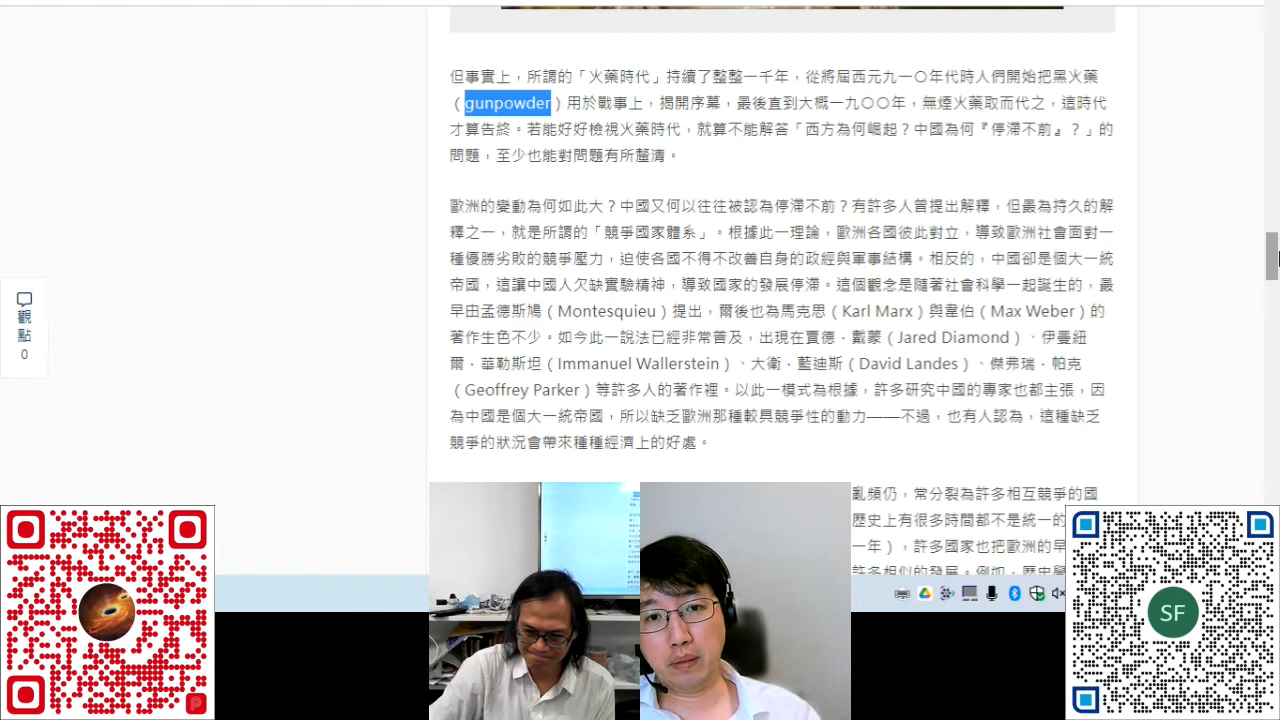 但事實上，所謂的「火藥時代」持續了整整一千年，從將屆西元九一〇年代時人們開始把黑火藥
（gunpowder）用於戰事上，揭開序幕，最後直到大概一九〇〇年，無煙火藥取而代之，這時代
才算告終。若能好好檢視火藥時代，就算不能解答「西方為何崛起？中國為何『停滯不前』？」的
問題，至少也能對問題有所釐清。
歐洲的變動為何如此大？中國又何以往往被認為停滯不前？有許多人曾提出解釋，但最為持久的解
釋之一，就是所謂的「競爭國家體系」。根據此一理論，歐洲各國彼此對立，導致歐洲社會面對一
種優勝劣敗的競爭壓力，迫使各國不得不改善自身的政經與軍事結構。相反的，中國卻是個大一統
帝國，這讓中國人欠缺實驗精神，導致國家的發展停滯。這個觀念是隨著社會科學一起誕生的，最
早由孟德斯鳩（Montesquieu）提出，爾後也為馬克思（Karl Marx）與韋伯（Max Weber）的
著作生色不少。如今此一說法已經非常普及，出現在賈德．戴蒙（Jared Diamond）、伊曼紐
爾．華勒斯坦（Immanuel Wallerstein）、大衛．藍迪斯（David Landes）、傑弗瑞．帕克
（Geoffrey Parker）等許多人的著作裡。以此一模式為根據，許多研究中國的專家也都主張，因
為中國是個大一統帝國，所以缺乏歐洲那種較具競爭性的動力——不過，也有人認為，這種缺乏
競爭的狀況會帶來種種經濟上的好處。
亂頻仍，常分裂為許多相互競爭的國
歷史上有很多時間都不是統一的
一年），許多國家也把歐洲的早
許多相似的發展。例如，歷史學
觀
點
0
SF